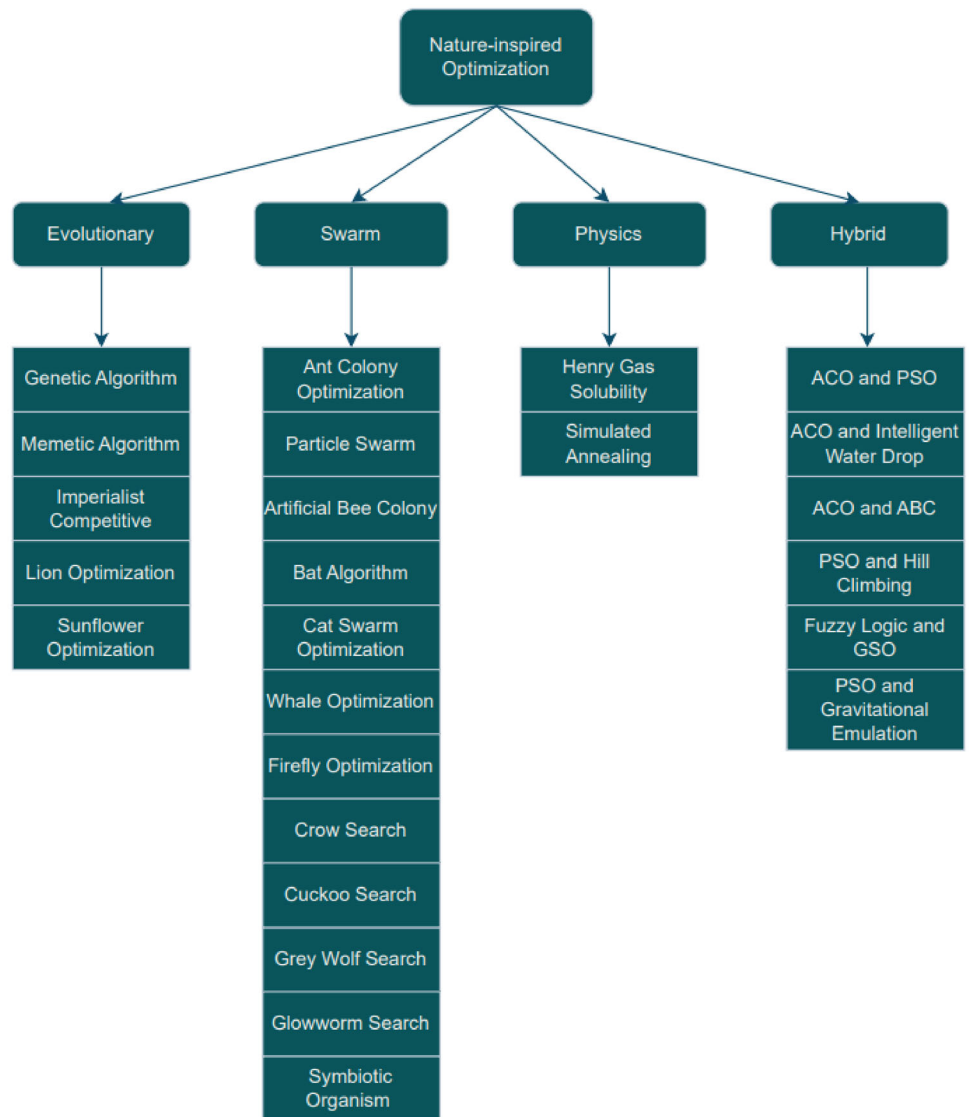 Nature-inspired
Optimization
Evolutionary
Swarm
Physics
Hybrid
Genetic Algorithm
Memetic Algorithm
Imperialist
Competitive
Lion Optimization
Sunflower
Optimization
Ant Colony
Optimization
Particle Swarm
Artificial Bee Colony
Bat Algorithm
Cat Swarm
Optimization
Whale Optimization
Firefly Optimization
Crow Search
Cuckoo Search
Grey Wolf Search
Glowworm Search
Symbiotic
Organism
Henry Gas
Solubility
Simulated
Annealing
ACO and PSO
ACO and Intelligent
Water Drop
ACO and ABC
PSO and Hill
Climbing
Fuzzy Logic and
GSO
PSO and
Gravitational
Emulation